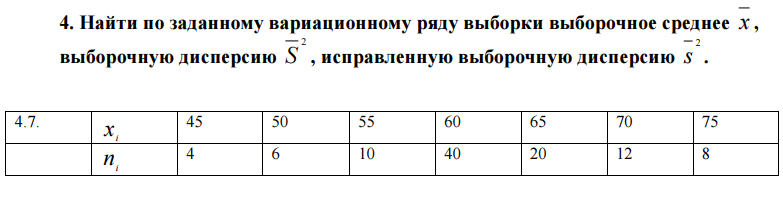 4. Найти по заданному вариационному ряду выборки выборочное среднее x̅ ,
выборочную дисперсию S̅ ² , исправленную выборочную дисперсию s̅ ² .
4.7. xᵢ 45 50 55 60 65 70 75
nᵢ 4 6 10 40 20 12 8